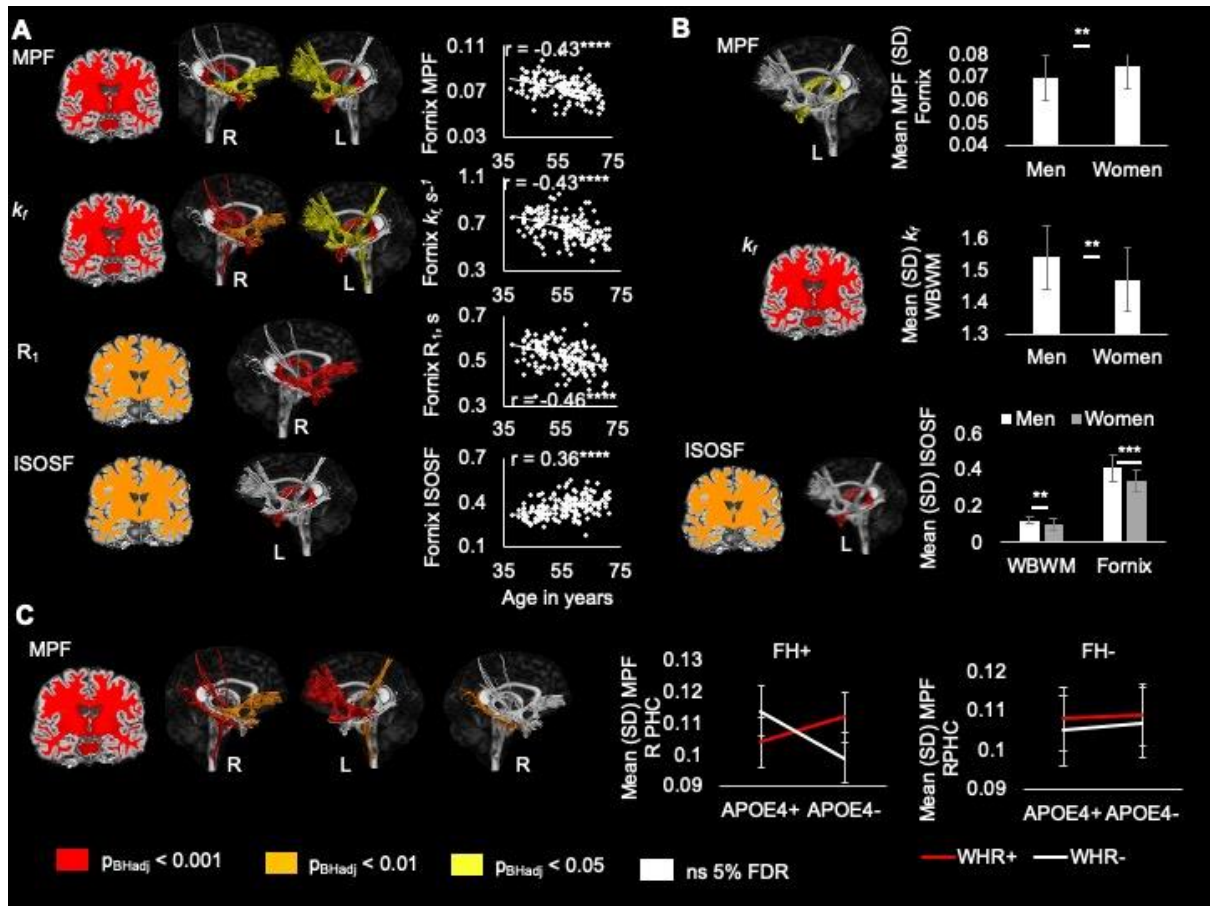 A
MPF
R
L
Fornix MPF
0.11
0.07
0.03
r = -0.43****
35 55 75
kf
R
L
Fornix kf, s-1
1.1
0.7
0.3
r = -0.43****
35 55 75
R1
R
Fornix R1, s
0.7
0.5
0.3
r = -0.46****
35 55 75
ISOSF
L
Fornix ISOSF
0.7
0.4
0.1
r = 0.36****
35 55 75
Age in years
B
MPF
L
Mean MPF (SD)
Fornix
0.08
0.07
0.06
0.05
0.04
**
Men Women
kf
Mean (SD) kf
WBWM
1.6
1.5
1.4
1.3
**
Men Women
ISOSF
L
Mean (SD) ISOSF
Men Women
0.6
0.4
0.2
0
**
***
WBWM Fornix
C
MPF
R
L
R
Mean (SD) MPF
R PHC
FH+
0.13
0.12
0.11
0.1
0.09
APOE4+ APOE4-
Mean (SD) MPF
RPHC
FH-
0.12
0.11
0.1
0.09
APOE4+ APOE4-
pBHadj < 0.001
pBHadj < 0.01
pBHadj < 0.05
ns 5% FDR
WHR+ WHR-